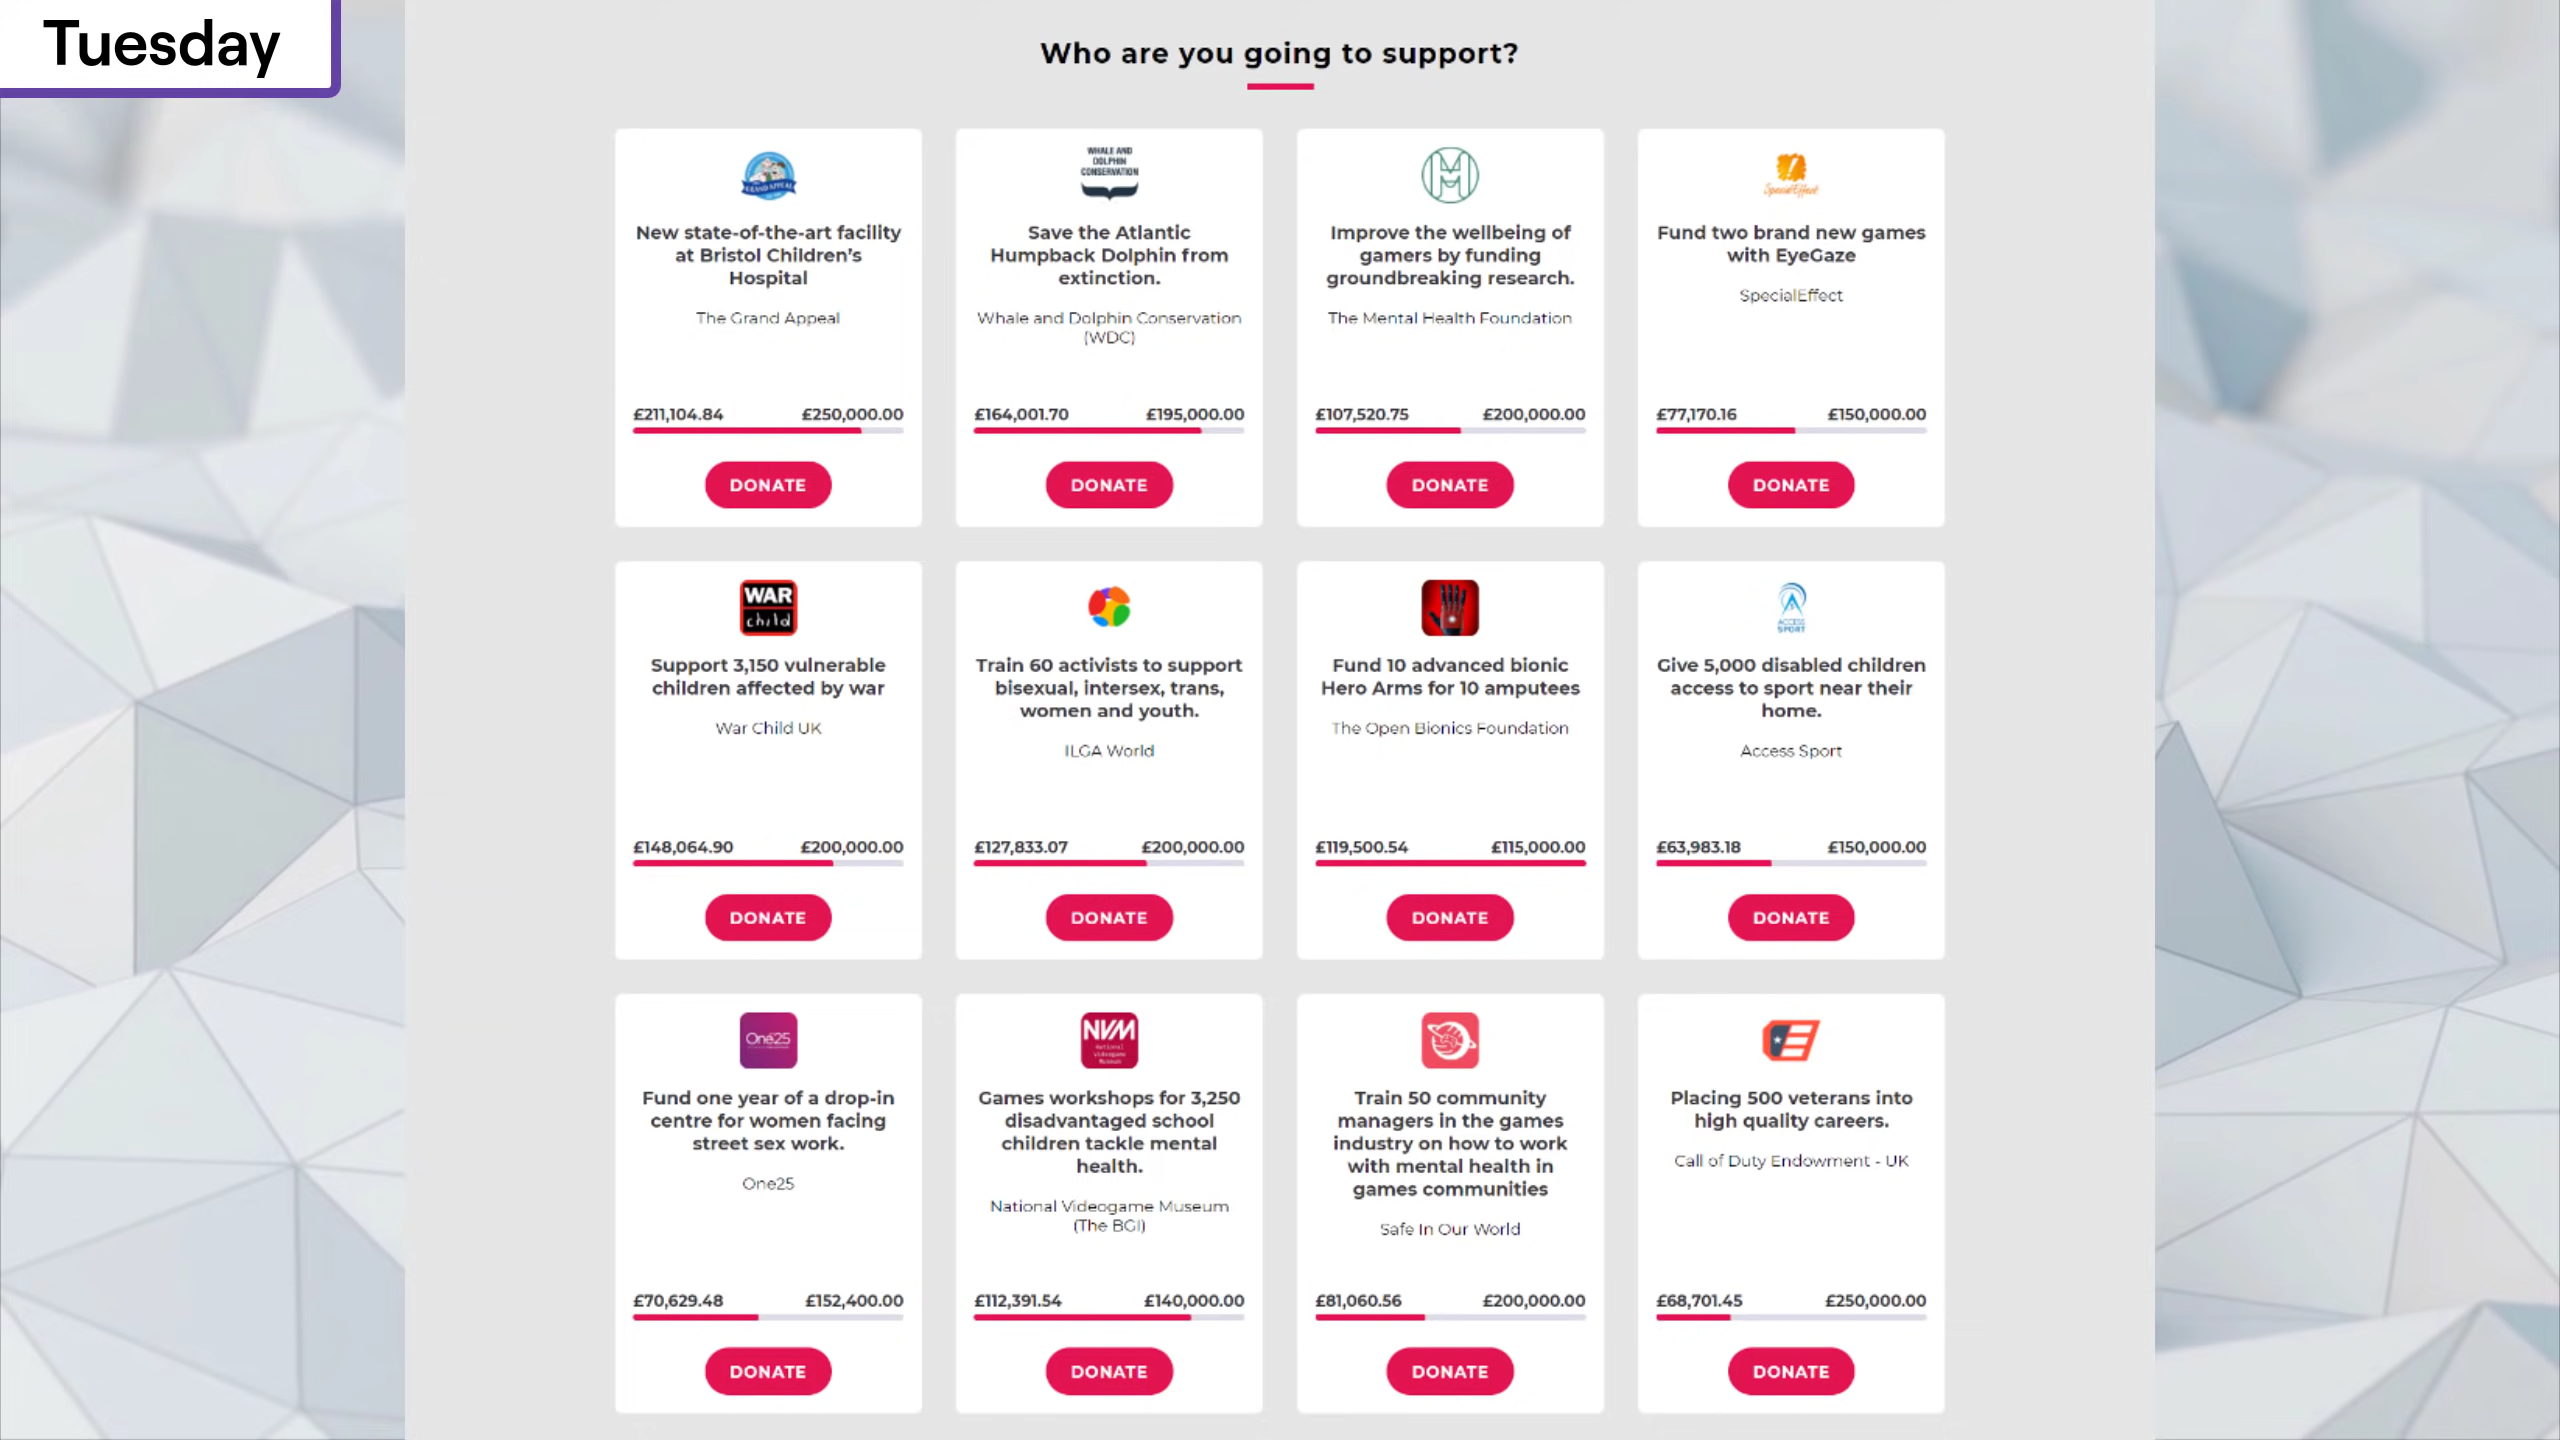 Tuesday
Who are you going to support?
GRAND APPEAL
New state-of-the-art facility
at Bristol Children's
Hospital
The Grand Appeal
£211,104.84 £250,000.00
DONATE
WHALE AND
DOLPHIN
CONSERVATION
Save the Atlantic
Humpback Dolphin from
extinction.
Whale and Dolphin Conservation
(WDC)
£164,001.70 £195,000.00
DONATE
Improve the wellbeing of
gamers by funding
groundbreaking research.
The Mental Health Foundation
£107,520.75 £200,000.00
DONATE
SpecialEffect
Fund two brand new games
with EyeGaze
SpecialEffect
£77,170.16 £150,000.00
DONATE
WAR
child
Support 3,150 vulnerable
children affected by war
War Child UK
£148,064.90 £200,000.00
DONATE
Train 60 activists to support
bisexual, intersex, trans,
women and youth.
ILGA World
£127,833.07 £200,000.00
DONATE
Fund 10 advanced bionic
Hero Arms for 10 amputees
The Open Bionics Foundation
£119,500.54 £115,000.00
DONATE
ACCESS
SPORT
Give 5,000 disabled children
access to sport near their
home.
Access Sport
£63,983.18 £150,000.00
DONATE
One25
Fund one year of a drop-in
centre for women facing
street sex work.
One25
£70,629.48 £152,400.00
DONATE
NVM
National
Videogame
Museum
Games workshops for 3,250
disadvantaged school
children tackle mental
health.
National Videogame Museum
(The BGI)
£112,391.54 £140,000.00
DONATE
Train 50 community
managers in the games
industry on how to work
with mental health in
games communities
Safe In Our World
£81,060.56 £200,000.00
DONATE
Placing 500 veterans into
high quality careers.
Call of Duty Endowment - UK
£68,701.45 £250,000.00
DONATE